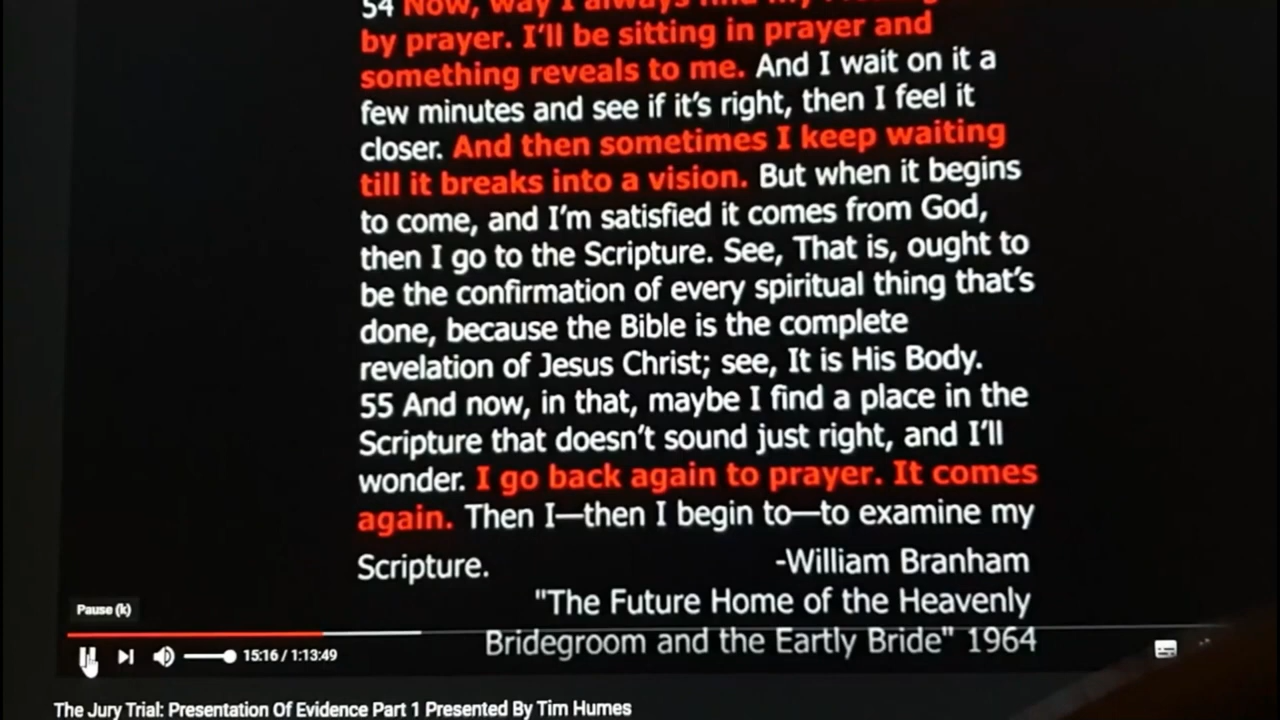 54 Now, way I always find my
by prayer. I'll be sitting in prayer and
something reveals to me. And I wait on it a
few minutes and see if it's right, then I feel it
closer. And then sometimes I keep waiting
till it breaks into a vision. But when it begins
to come, and I'm satisfied it comes from God,
then I go to the Scripture. See, That is, ought to
be the confirmation of every spiritual thing that's
done, because the Bible is the complete
revelation of Jesus Christ; see, It is His Body.
55 And now, in that, maybe I find a place in the
Scripture that doesn't sound just right, and I'll
wonder. I go back again to prayer. It comes
again. Then I—then I begin to—to examine my
Scripture. -William Branham
"The Future Home of the Heavenly
Bridegroom and the Eartly Bride" 1964
Pause (k)
15:16 / 1:13:49
The Jury Trial: Presentation Of Evidence Part 1 Presented By Tim Humes